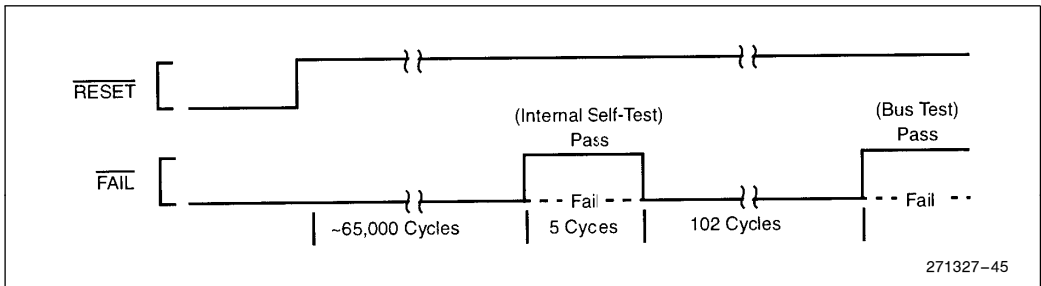 RESET
(Internal Self-Test)
Pass
(Bus Test)
Pass
FAIL
Fail
Fail
~65,000 Cycles
5 Cyces
102 Cycles
271327–45